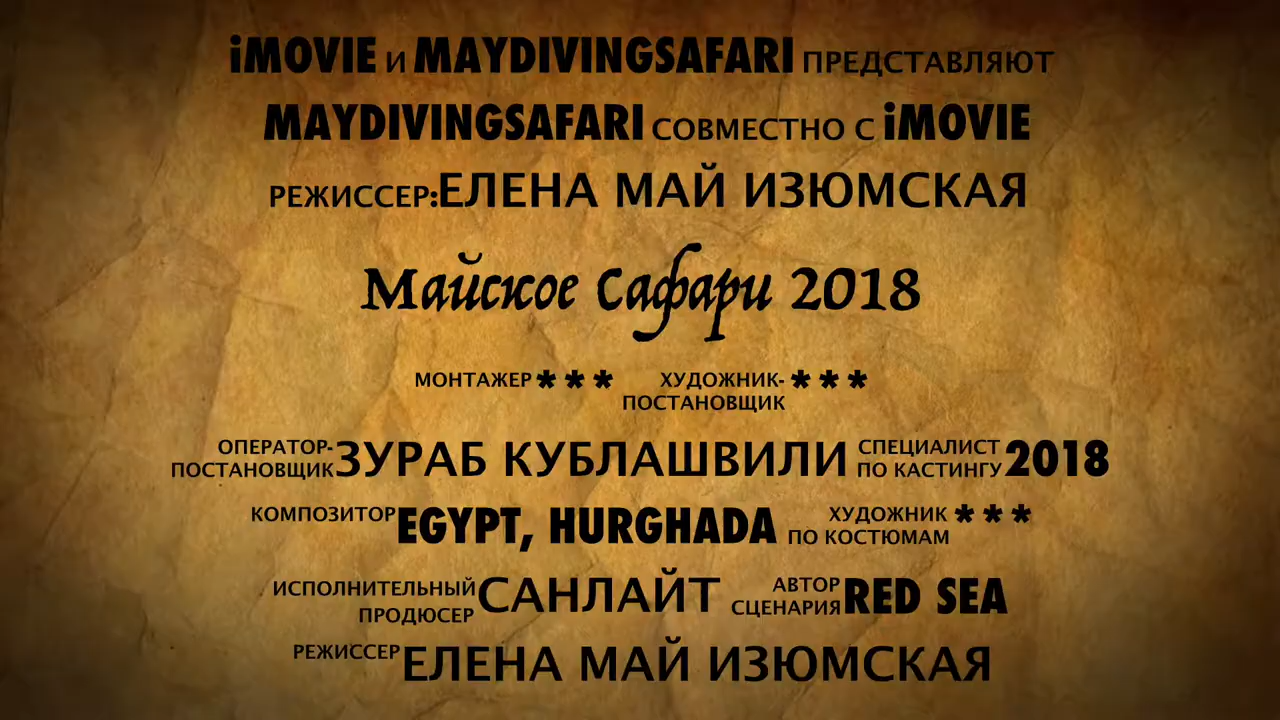 iMOVIE И MAYDIVINGSAFARI ПРЕДСТАВЛЯЮТ
MAYDIVINGSAFARI СОВМЕСТНО С iMOVIE
РЕЖИССЕР:ЕЛЕНА МАЙ ИЗЮМСКАЯ
Майское Сафари 2018
МОНТАЖЕР * * * ХУДОЖНИК-ПОСТАНОВЩИК * * *
ОПЕРАТОР-ПОСТАНОВЩИК ЗУРАБ КУБЛАШВИЛИ СПЕЦИАЛИСТ ПО КАСТИНГУ 2018
КОМПОЗИТОР EGYPT, HURGHADA ХУДОЖНИК ПО КОСТЮМАМ * * *
ИСПОЛНИТЕЛЬНЫЙ ПРОДЮСЕР САНЛАЙТ АВТОР СЦЕНАРИЯ RED SEA
РЕЖИССЕР ЕЛЕНА МАЙ ИЗЮМСКАЯ